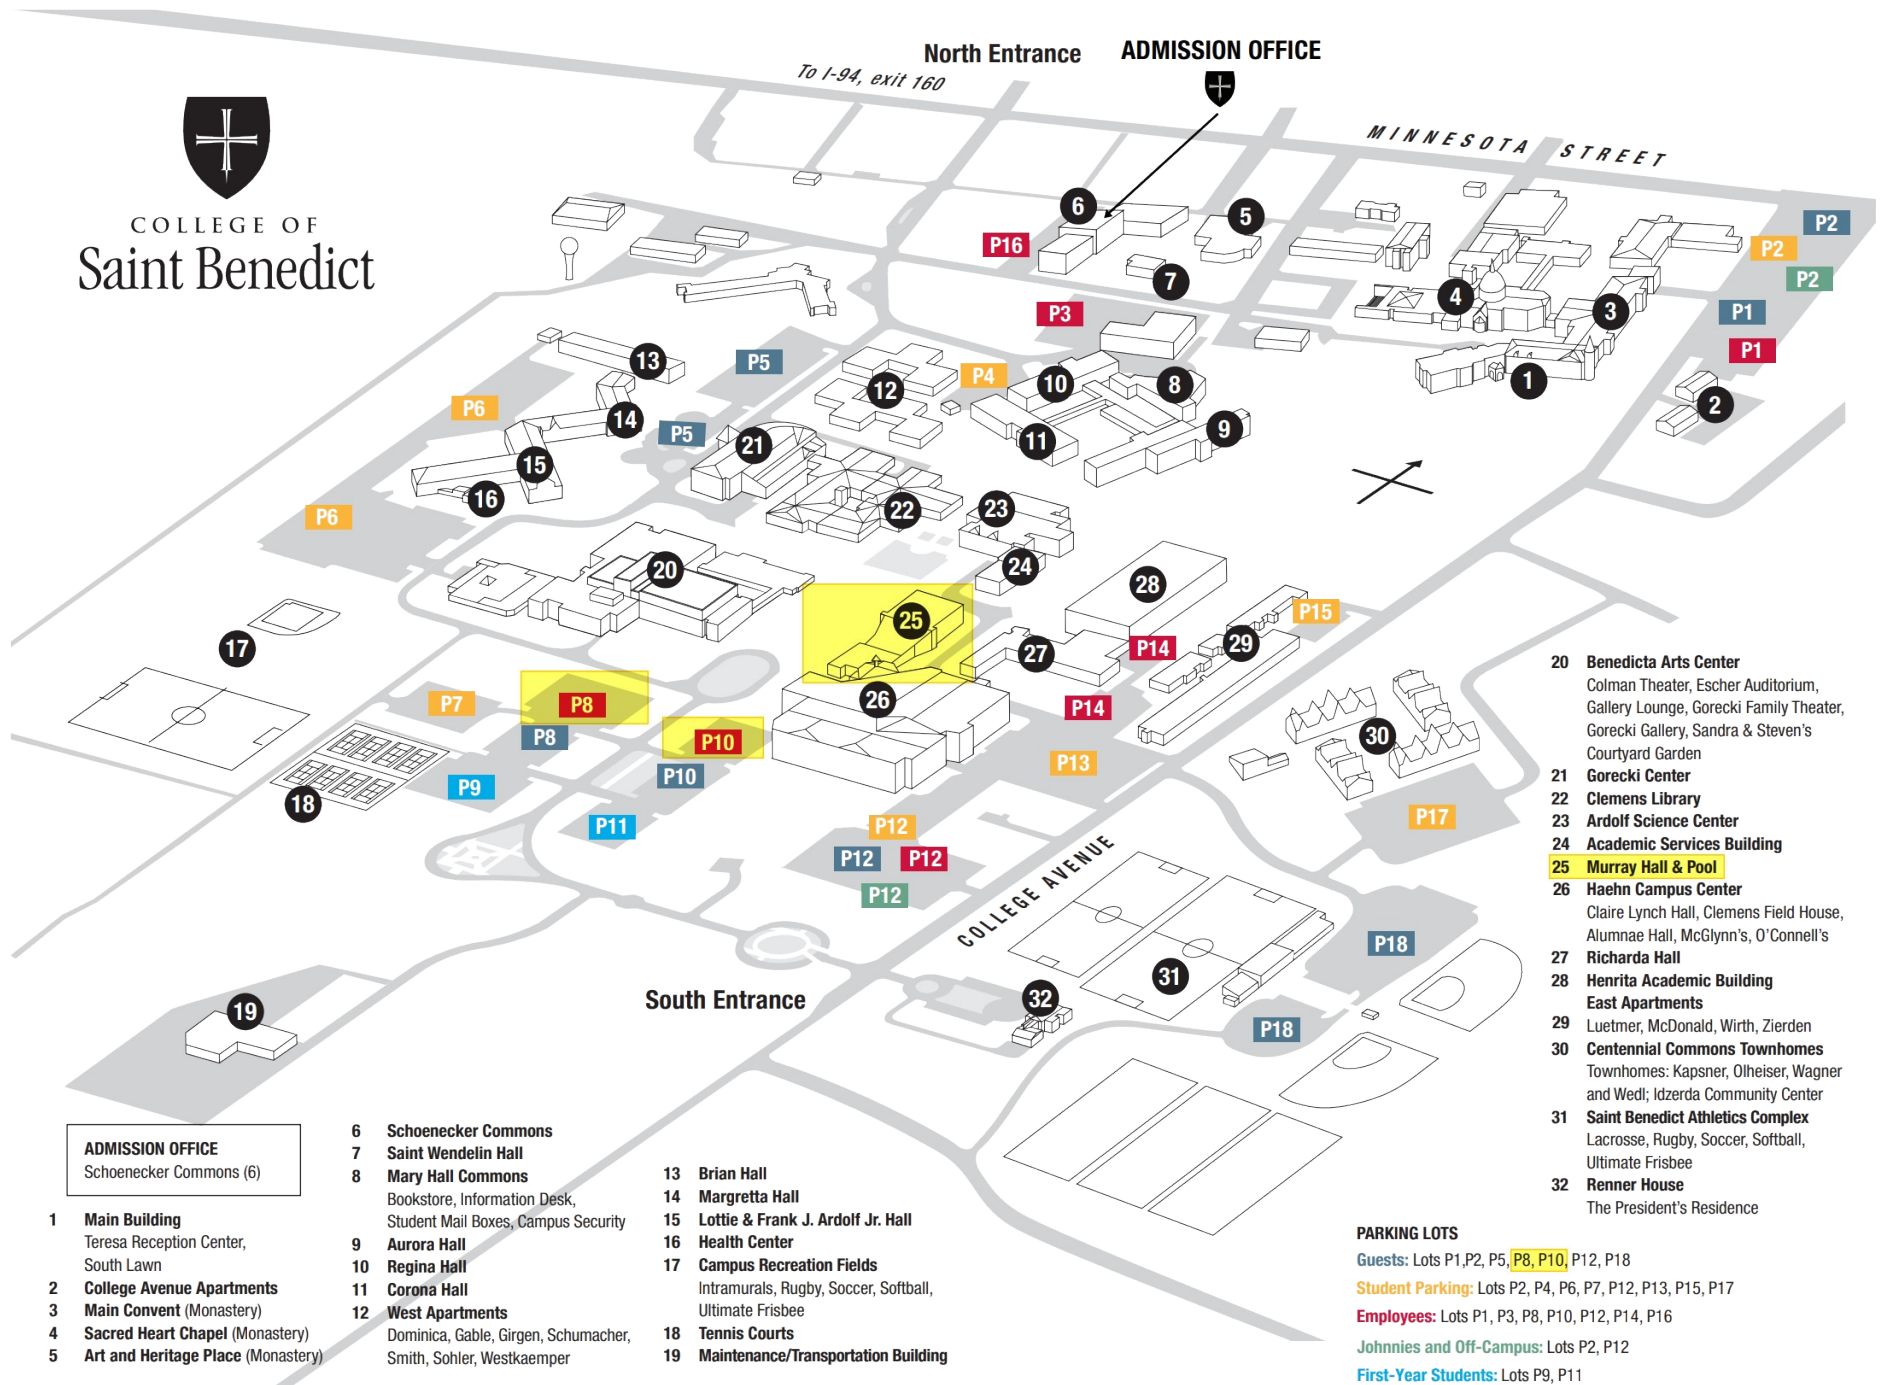 North Entrance
ADMISSION OFFICE
To I-94, exit 160
MINNESOTA STREET
COLLEGE OF
Saint Benedict
6
5
P16
7
P2
P2
P2
4
3
P1
P1
P3
13
P5
12
P4
10
8
1
2
P6
14
P5
21
11
9
15
16
22
23
P6
20
24
28
25
P15
17
27
P14
29
P7
P8
26
P14
30
P8
P10
P13
P10
P9
18
P11
P12
P17
P12
P12
P12
COLLEGE AVENUE
P18
31
South Entrance
32
P18
19
ADMISSION OFFICE
Schoenecker Commons (6)
1 Main Building
Teresa Reception Center,
South Lawn
2 College Avenue Apartments
3 Main Convent (Monastery)
4 Sacred Heart Chapel (Monastery)
5 Art and Heritage Place (Monastery)
6 Schoenecker Commons
7 Saint Wendelin Hall
8 Mary Hall Commons
Bookstore, Information Desk,
Student Mail Boxes, Campus Security
9 Aurora Hall
10 Regina Hall
11 Corona Hall
12 West Apartments
Dominica, Gable, Girgen, Schumacher,
Smith, Sohler, Westkaemper
13 Brian Hall
14 Margretta Hall
15 Lottie & Frank J. Ardolf Jr. Hall
16 Health Center
17 Campus Recreation Fields
Intramurals, Rugby, Soccer, Softball,
Ultimate Frisbee
18 Tennis Courts
19 Maintenance/Transportation Building
20 Benedicta Arts Center
Colman Theater, Escher Auditorium,
Gallery Lounge, Gorecki Family Theater,
Gorecki Gallery, Sandra & Steven's
Courtyard Garden
21 Gorecki Center
22 Clemens Library
23 Ardolf Science Center
24 Academic Services Building
25 Murray Hall & Pool
26 Haehn Campus Center
Claire Lynch Hall, Clemens Field House,
Alumnae Hall, McGlynn's, O'Connell's
27 Richarda Hall
28 Henrita Academic Building
East Apartments
29 Luetmer, McDonald, Wirth, Zierden
30 Centennial Commons Townhomes
Townhomes: Kapsner, Olheiser, Wagner
and Wedl; Idzerda Community Center
31 Saint Benedict Athletics Complex
Lacrosse, Rugby, Soccer, Softball,
Ultimate Frisbee
32 Renner House
The President's Residence
PARKING LOTS
Guests: Lots P1,P2, P5, P8, P10, P12, P18
Student Parking: Lots P2, P4, P6, P7, P12, P13, P15, P17
Employees: Lots P1, P3, P8, P10, P12, P14, P16
Johnnies and Off-Campus: Lots P2, P12
First-Year Students: Lots P9, P11